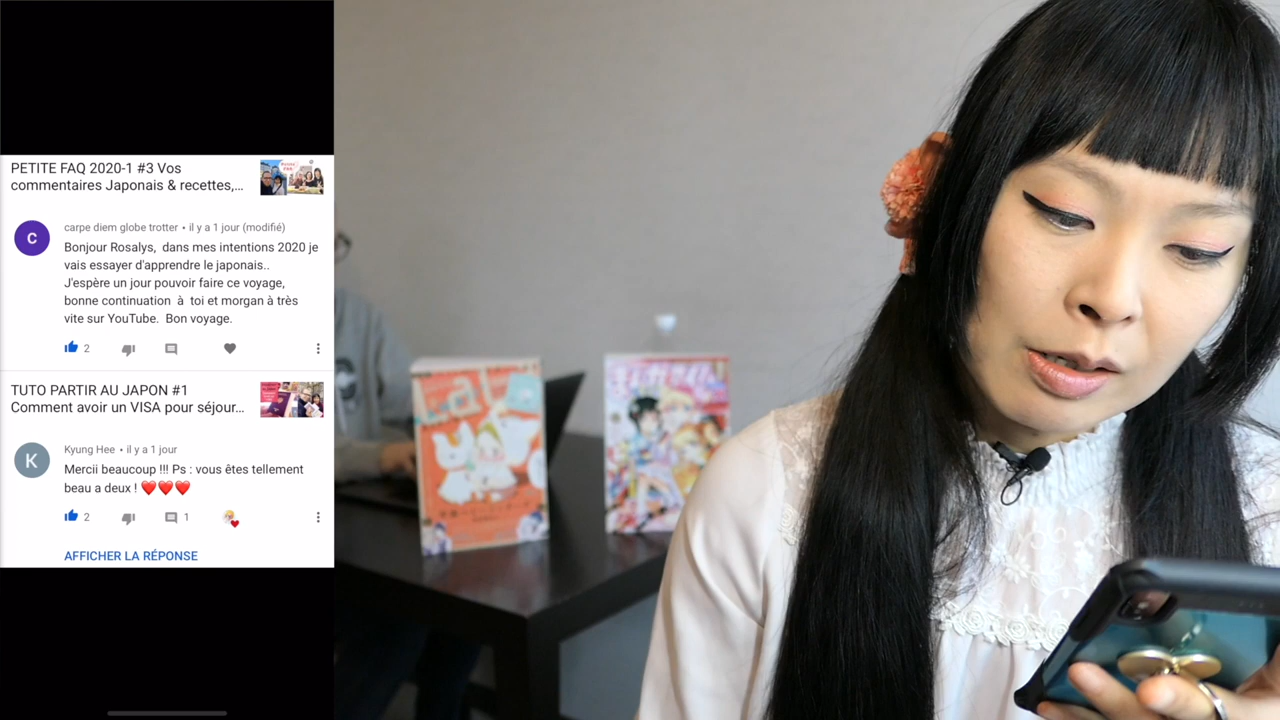 PETITE FAQ 2020-1 #3 Vos
commentaires Japonais & recettes,...
C
carpe diem globe trotter • il y a 1 jour (modifié)
Bonjour Rosalys, dans mes intentions 2020 je
vais essayer d'apprendre le japonais..
J'espère un jour pouvoir faire ce voyage,
bonne continuation à toi et morgan à très
vite sur YouTube. Bon voyage.
2
TUTO PARTIR AU JAPON #1
Comment avoir un VISA pour séjour...
K
Kyung Hee • il y a 1 jour
Mercii beaucoup !!! Ps : vous êtes tellement
beau a deux ! ❤️❤️❤️
2 1
AFFICHER LA RÉPONSE